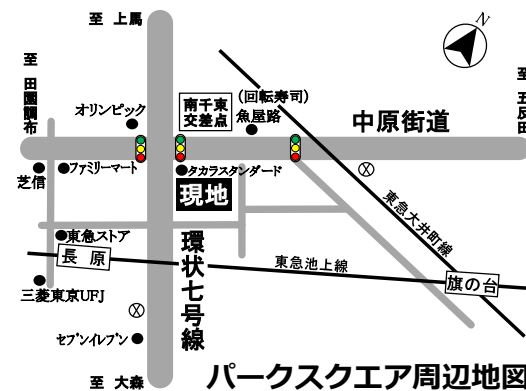 至 上馬
N
至 田園調布
至 五反田
オリンピック
南千束
交差点
(回転寿司)
魚屋路
中原街道
芝信
ファミリーマート
タカラスタンダード
現地
東急大井町線
東急ストア
長原
環状七号線
東急池上線
旗の台
三菱東京UFJ
セブンイレブン
至 大森
パークスクエア周辺地図